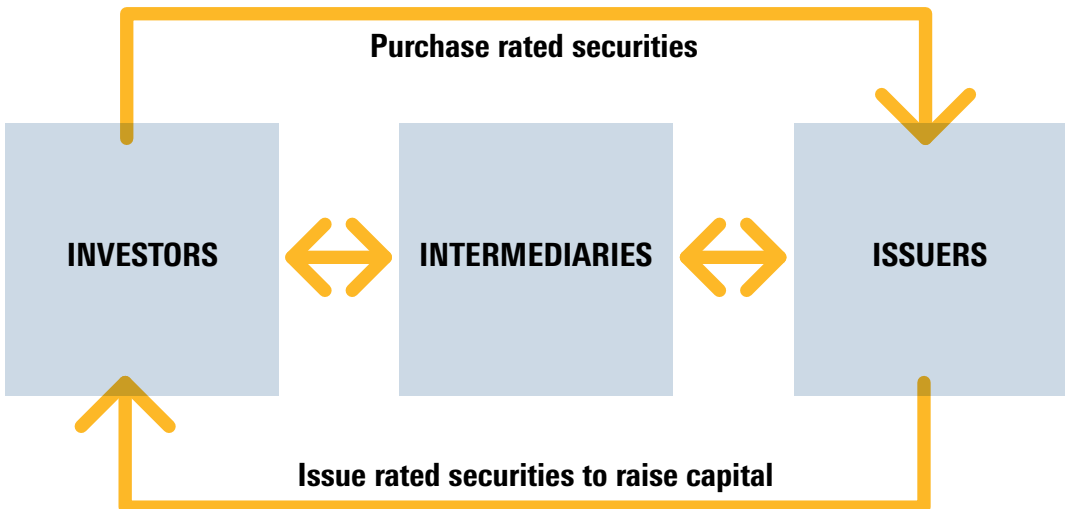 Purchase rated securities
INVESTORS
INTERMEDIARIES
ISSUERS
Issue rated securities to raise capital